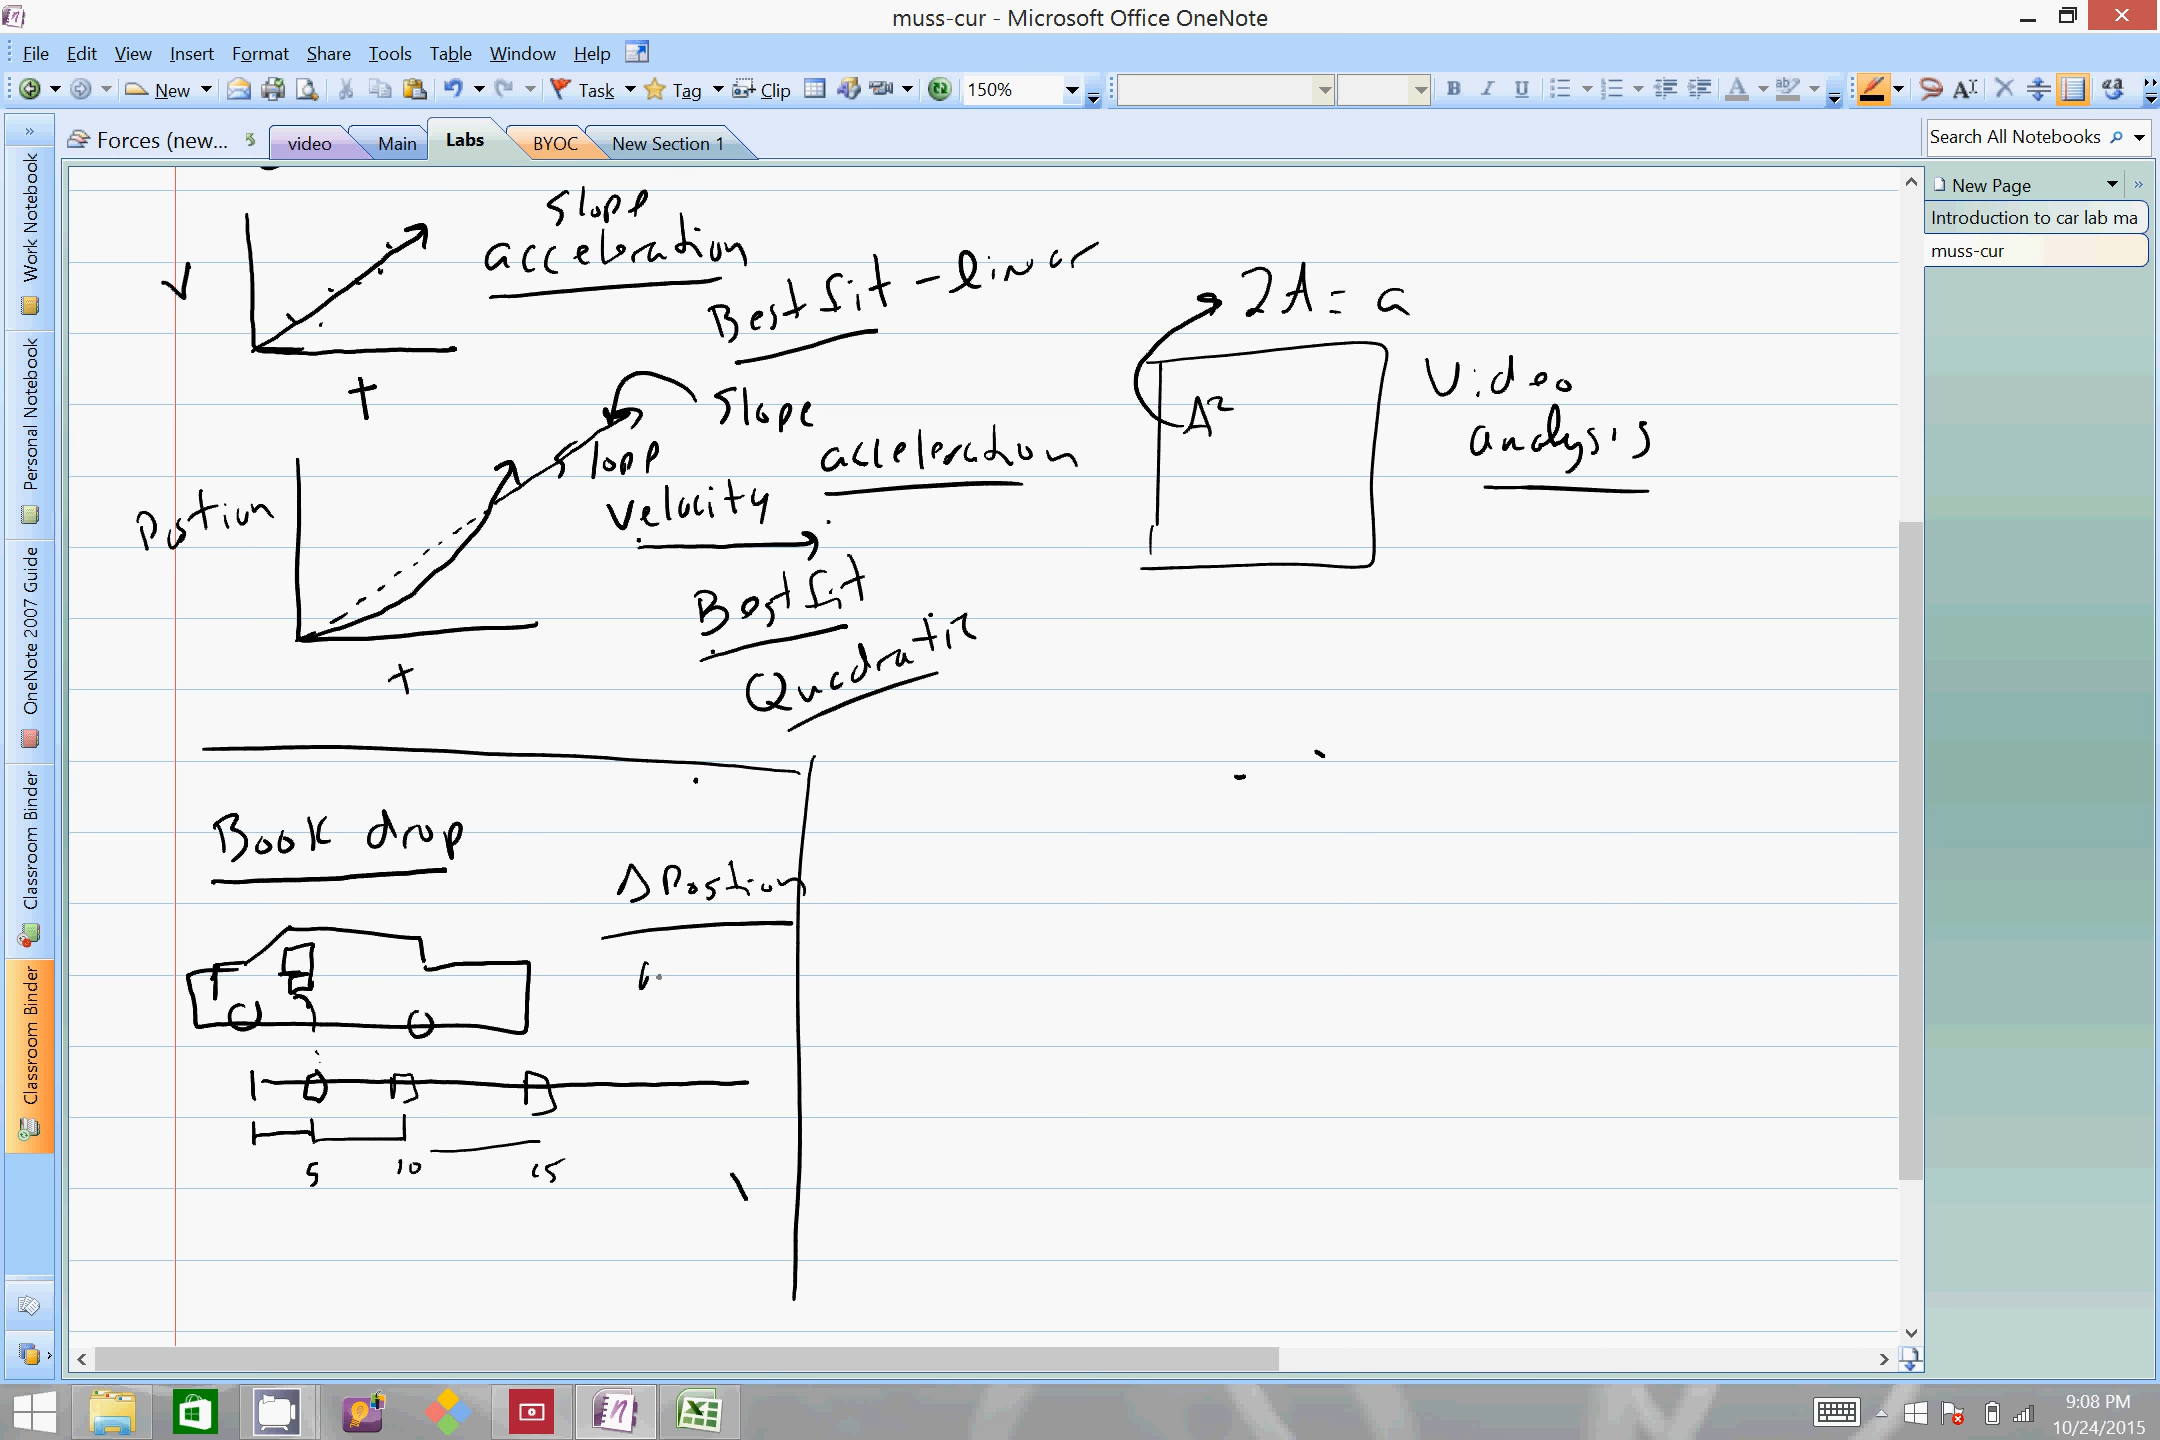 muss-cur - Microsoft Office OneNote
File Edit View Insert Format Share Tools Table Window Help
New Task Tag Clip 150% B I U
Forces (new... video Main Labs BYOC New Section 1
Search All Notebooks
New Page
Introduction to car lab ma
muss-cur
Work Notebook
Personal Notebook
OneNote 2007 Guide
Classroom Binder
Classroom Binder
slope
acceleration
Best fit - linear
V
t
2A = a
A²
Video
analysis
Slope
acceleration
slope
velocity
Postion
t
Best fit
Quadratic
Book drop
Δ Postion
5 10 15
9:08 PM
10/24/2015